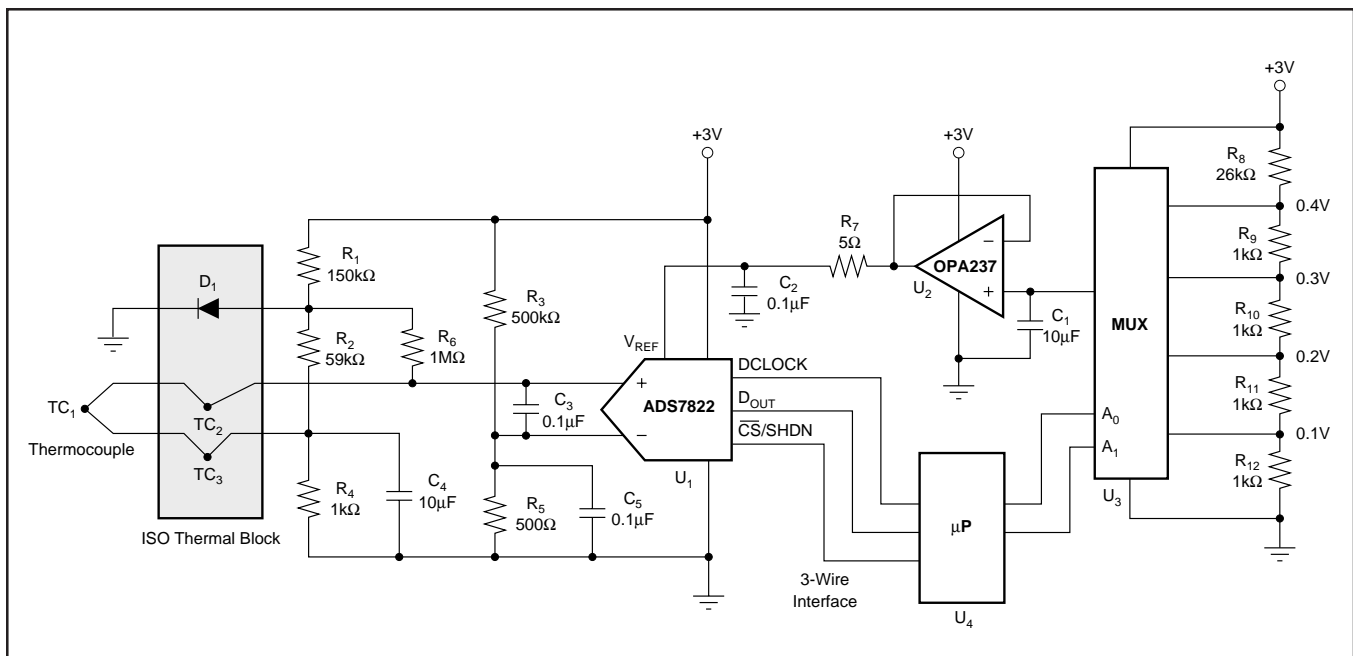 +3V
R8
26kΩ
0.4V
R9
1kΩ
0.3V
R10
1kΩ
0.2V
R11
1kΩ
0.1V
R12
1kΩ
MUX
A0
A1
U3
+3V
OPA237
−
+
U2
R7
5Ω
C1
10μF
C2
0.1μF
+3V
R1
150kΩ
D1
R2
59kΩ
R6
1MΩ
R3
500kΩ
VREF
DCLOCK
DOUT
CS/SHDN
+
ADS7822
−
U1
C3
0.1μF
TC1
Thermocouple
TC2
TC3
ISO Thermal Block
R4
1kΩ
C4
10μF
R5
500Ω
C5
0.1μF
3-Wire
Interface
μP
U4